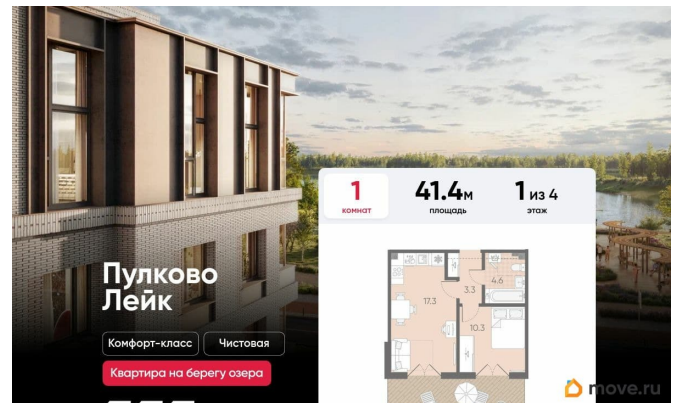 1
комнат
41.4м
площадь
1 из 4
этаж
Пулково
Лейк
Комфорт-класс
Чистовая
Квартира на берегу озера
17.3
3.3
4.6
10.3
move.ru